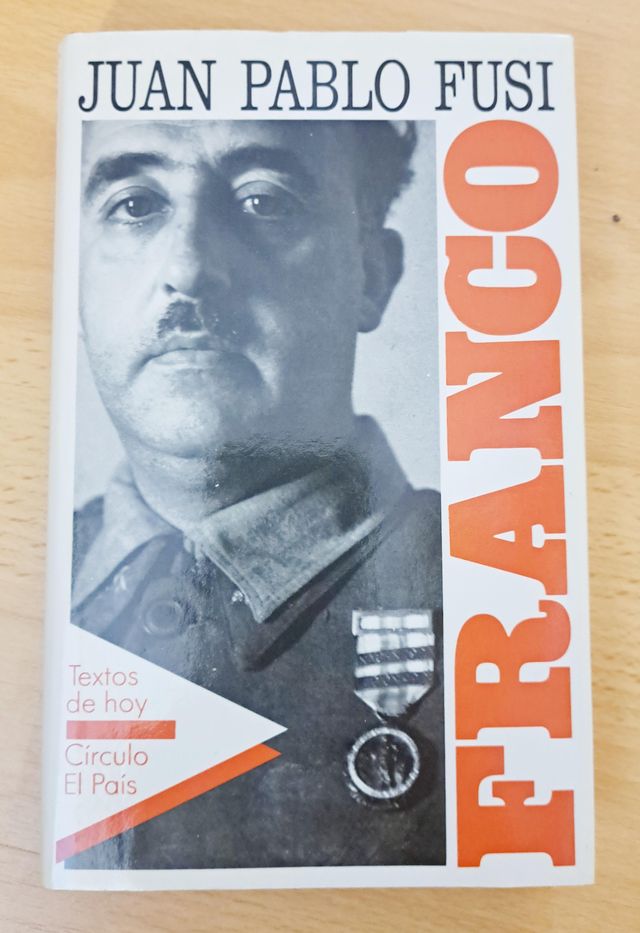 JUAN PABLO FUSI
FRANCO
Textos
de hoy
Círculo
El País